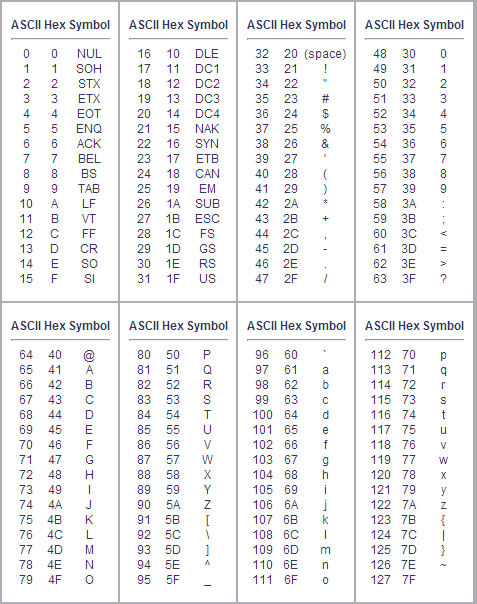 ASCII Hex Symbol
0 0 NUL
1 1 SOH
2 2 STX
3 3 ETX
4 4 EOT
5 5 ENQ
6 6 ACK
7 7 BEL
8 8 BS
9 9 TAB
10 A LF
11 B VT
12 C FF
13 D CR
14 E SO
15 F SI
ASCII Hex Symbol
16 10 DLE
17 11 DC1
18 12 DC2
19 13 DC3
20 14 DC4
21 15 NAK
22 16 SYN
23 17 ETB
24 18 CAN
25 19 EM
26 1A SUB
27 1B ESC
28 1C FS
29 1D GS
30 1E RS
31 1F US
ASCII Hex Symbol
32 20 (space)
33 21 !
34 22 "
35 23 #
36 24 $
37 25 %
38 26 &
39 27 '
40 28 (
41 29 )
42 2A *
43 2B +
44 2C ,
45 2D -
46 2E .
47 2F /
ASCII Hex Symbol
48 30 0
49 31 1
50 32 2
51 33 3
52 34 4
53 35 5
54 36 6
55 37 7
56 38 8
57 39 9
58 3A :
59 3B ;
60 3C <
61 3D =
62 3E >
63 3F ?
ASCII Hex Symbol
64 40 @
65 41 A
66 42 B
67 43 C
68 44 D
69 45 E
70 46 F
71 47 G
72 48 H
73 49 I
74 4A J
75 4B K
76 4C L
77 4D M
78 4E N
79 4F O
ASCII Hex Symbol
80 50 P
81 51 Q
82 52 R
83 53 S
84 54 T
85 55 U
86 56 V
87 57 W
88 58 X
89 59 Y
90 5A Z
91 5B [
92 5C \
93 5D ]
94 5E ^
95 5F _
ASCII Hex Symbol
96 60 `
97 61 a
98 62 b
99 63 c
100 64 d
101 65 e
102 66 f
103 67 g
104 68 h
105 69 i
106 6A j
107 6B k
108 6C l
109 6D m
110 6E n
111 6F o
ASCII Hex Symbol
112 70 p
113 71 q
114 72 r
115 73 s
116 74 t
117 75 u
118 76 v
119 77 w
120 78 x
121 79 y
122 7A z
123 7B {
124 7C |
125 7D }
126 7E ~
127 7F